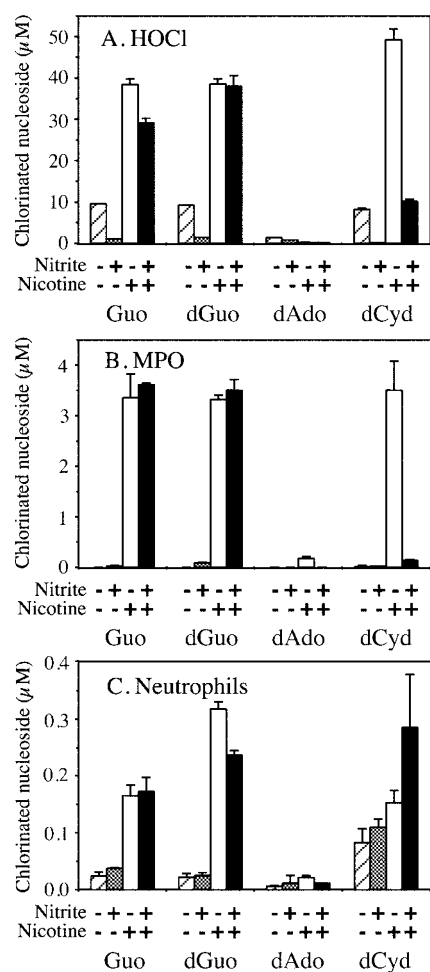 A. HOCl
Chlorinated nucleoside (μM)
50
40
30
20
10
0
Nitrite - + - + - + - + - + - + - + - +
Nicotine - - + + - - + + - - + + - - + +
Guo dGuo dAdo dCyd
B. MPO
Chlorinated nucleoside (μM)
4
3
2
1
0
Nitrite - + - + - + - + - + - + - + - +
Nicotine - - + + - - + + - - + + - - + +
Guo dGuo dAdo dCyd
C. Neutrophils
Chlorinated nucleoside (μM)
0.4
0.3
0.2
0.1
0.0
Nitrite - + - + - + - + - + - + - + - +
Nicotine - - + + - - + + - - + + - - + +
Guo dGuo dAdo dCyd